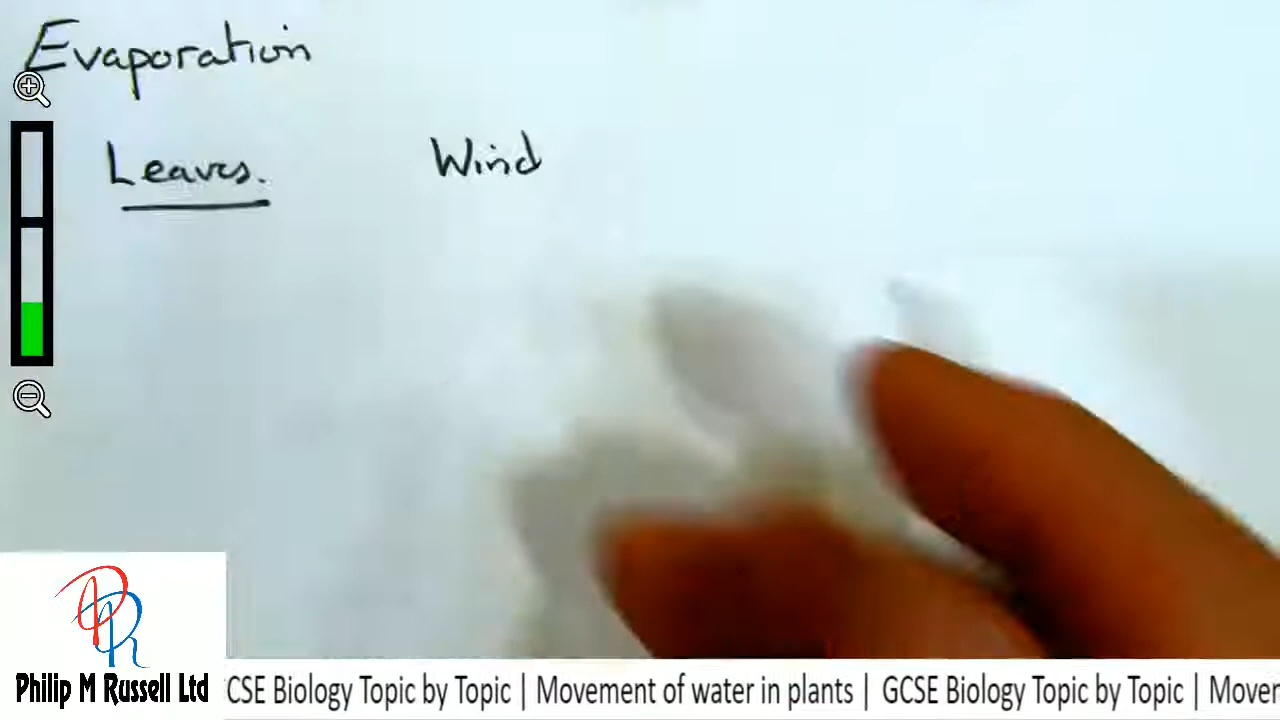 Evaporation
Leaves. Wind
Philip M Russell Ltd
CSE Biology Topic by Topic | Movement of water in plants | GCSE Biology Topic by Topic | Mover